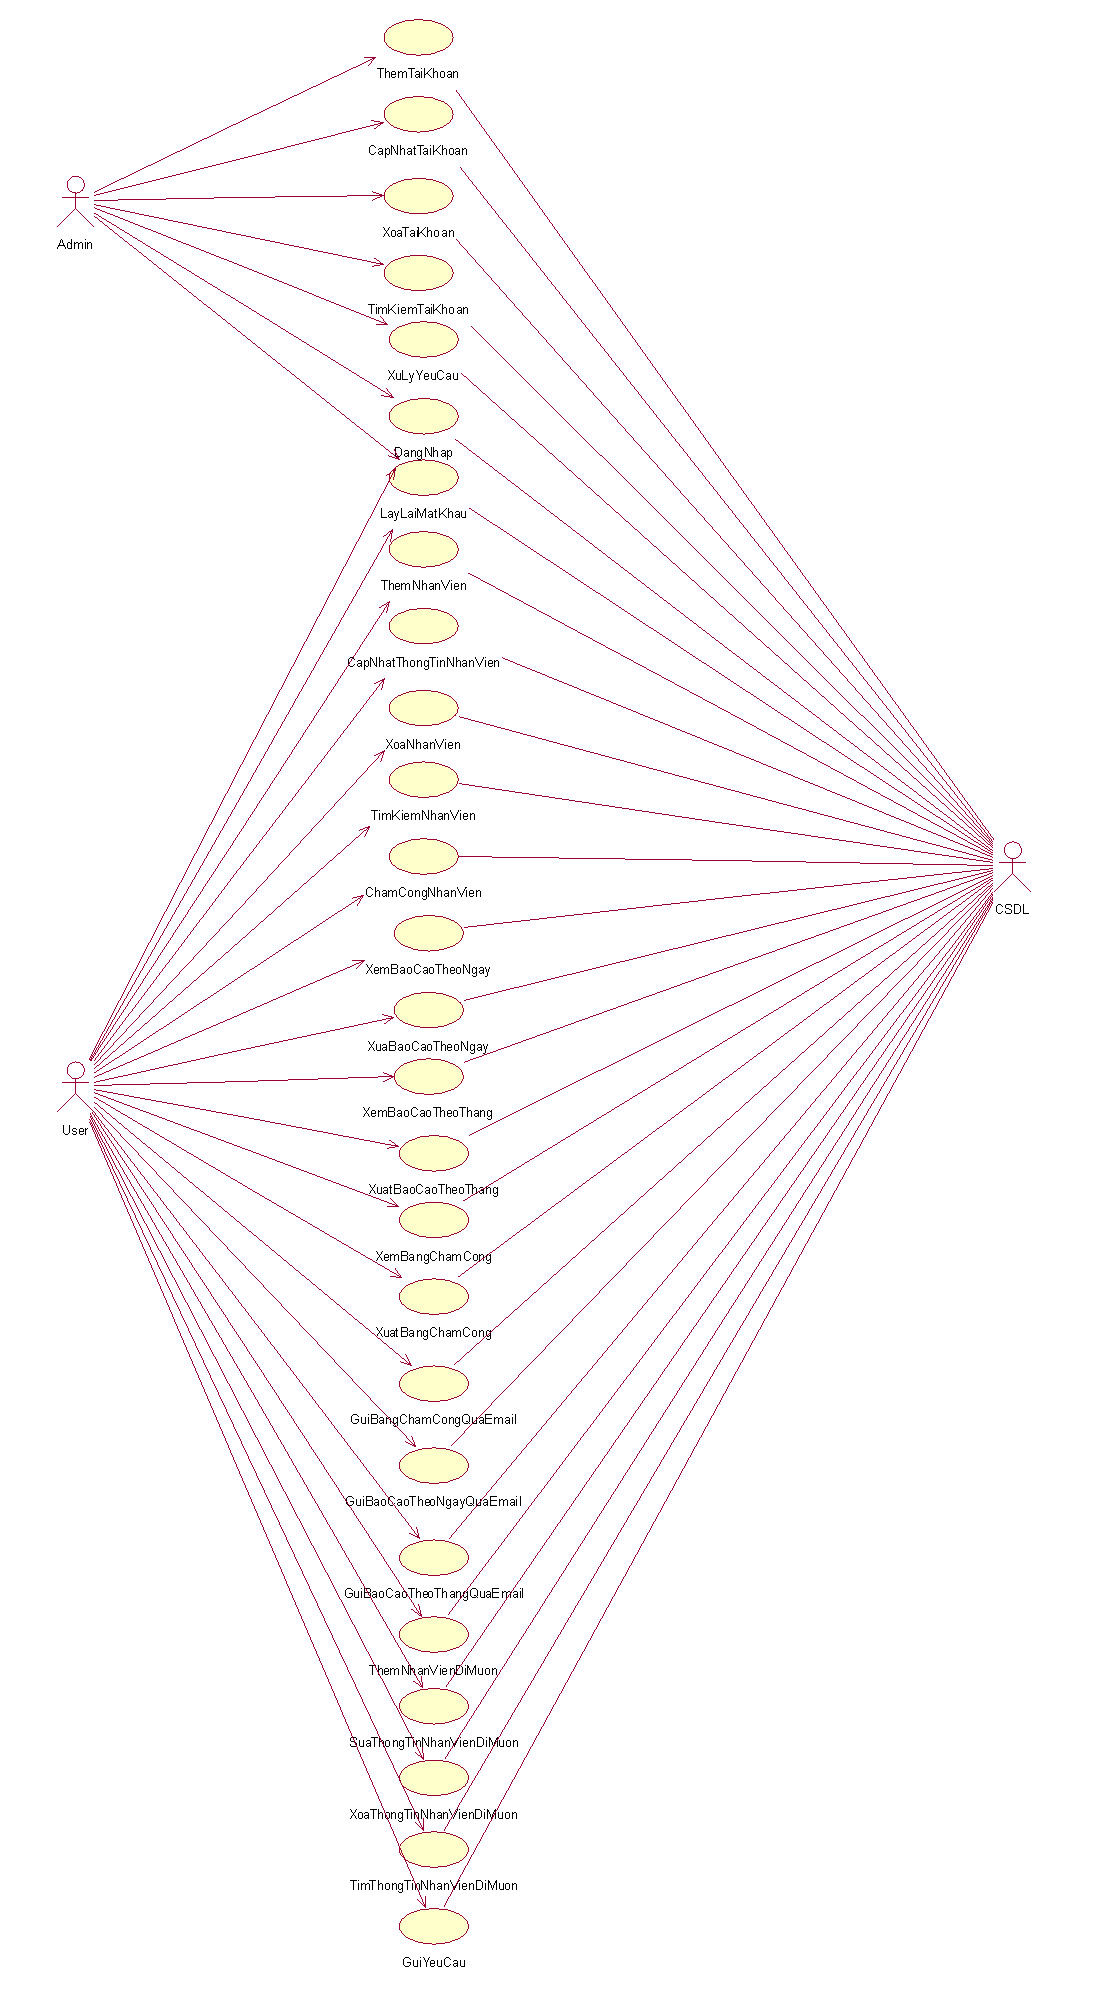 ThemTaiKhoan
CapNhatTaiKhoan
XoaTaiKhoan
Admin
TimKiemTaiKhoan
XuLyYeuCau
DangNhap
LayLaiMatKhau
ThemNhanVien
CapNhatThongTinNhanVien
XoaNhanVien
TimKiemNhanVien
ChamCongNhanVien
CSDL
XemBaoCaoTheoNgay
XuaBaoCaoTheoNgay
XemBaoCaoTheoThang
User
XuatBaoCaoTheoThang
XemBangChamCong
XuatBangChamCong
GuiBangChamCongQuaEmail
GuiBaoCaoTheoNgayQuaEmail
GuiBaoCaoTheoThangQuaEmail
ThemNhanVienDiMuon
SuaThongTinNhanVienDiMuon
XoaThongTinNhanVienDiMuon
TimThongTinNhanVienDiMuon
GuiYeuCau